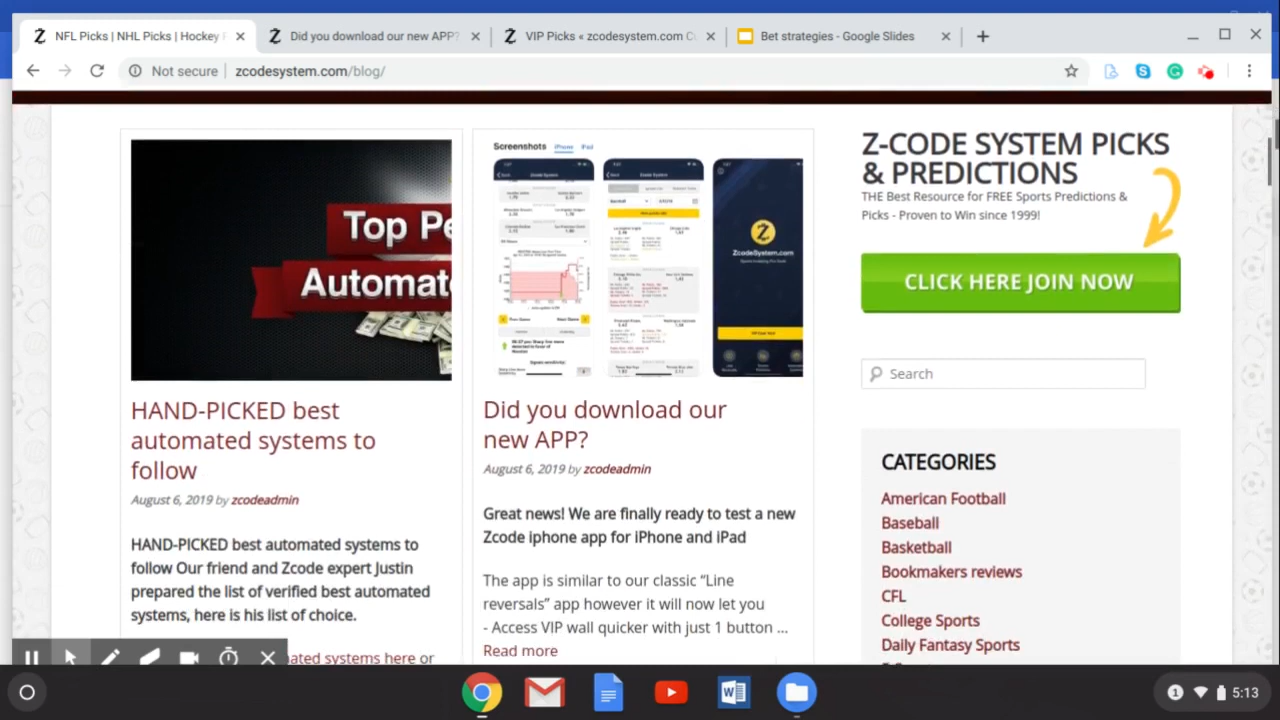 NFL Picks | NHL Picks | Hockey
Did you download our new APP?
VIP Picks « zcodesystem.com
Bet strategies - Google Slides
Not secure
zcodesystem.com/blog/
Top
Automat
Screenshots iPhone iPad
ZcodeSystem.com
HAND-PICKED best
automated systems to
follow
August 6, 2019 by zcodeadmin
HAND-PICKED best automated systems to
follow Our friend and Zcode expert Justin
prepared the list of verified best automated
systems, here is his list of choice.
ated systems here or
Did you download our
new APP?
August 6, 2019 by zcodeadmin
Great news! We are finally ready to test a new
Zcode iphone app for iPhone and iPad
The app is similar to our classic “Line
reversals” app however it will now let you
- Access VIP wall quicker with just 1 button ...
Read more
Z-CODE SYSTEM PICKS
& PREDICTIONS
THE Best Resource for FREE Sports Predictions &
Picks - Proven to Win since 1999!
CLICK HERE JOIN NOW
Search
CATEGORIES
American Football
Baseball
Basketball
Bookmakers reviews
CFL
College Sports
Daily Fantasy Sports
1
5:13